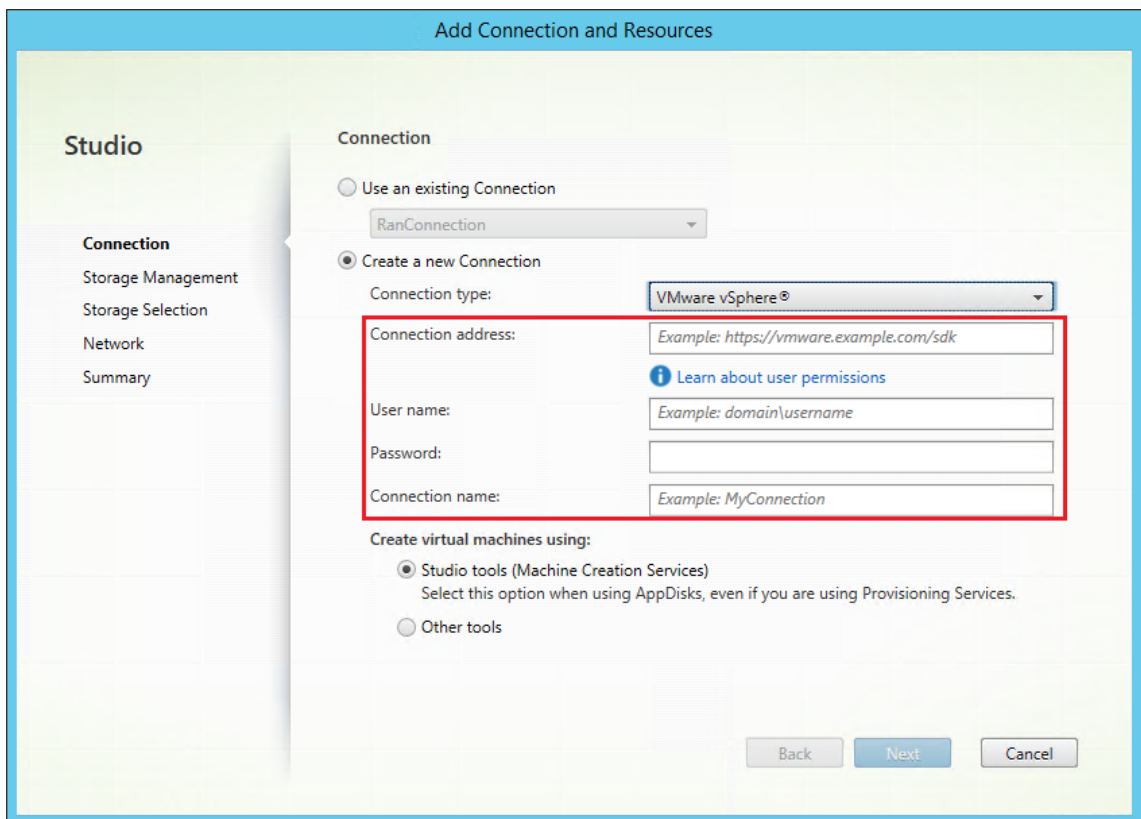 Add Connection and Resources
Studio
Connection
Storage Management
Storage Selection
Network
Summary
Connection
Use an existing Connection
RanConnection
Create a new Connection
Connection type:
VMware vSphere®
Connection address:
Example: https://vmware.example.com/sdk
Learn about user permissions
User name:
Example: domain\username
Password:
Connection name:
Example: MyConnection
Create virtual machines using:
Studio tools (Machine Creation Services)
Select this option when using AppDisks, even if you are using Provisioning Services.
Other tools
Back
Next
Cancel